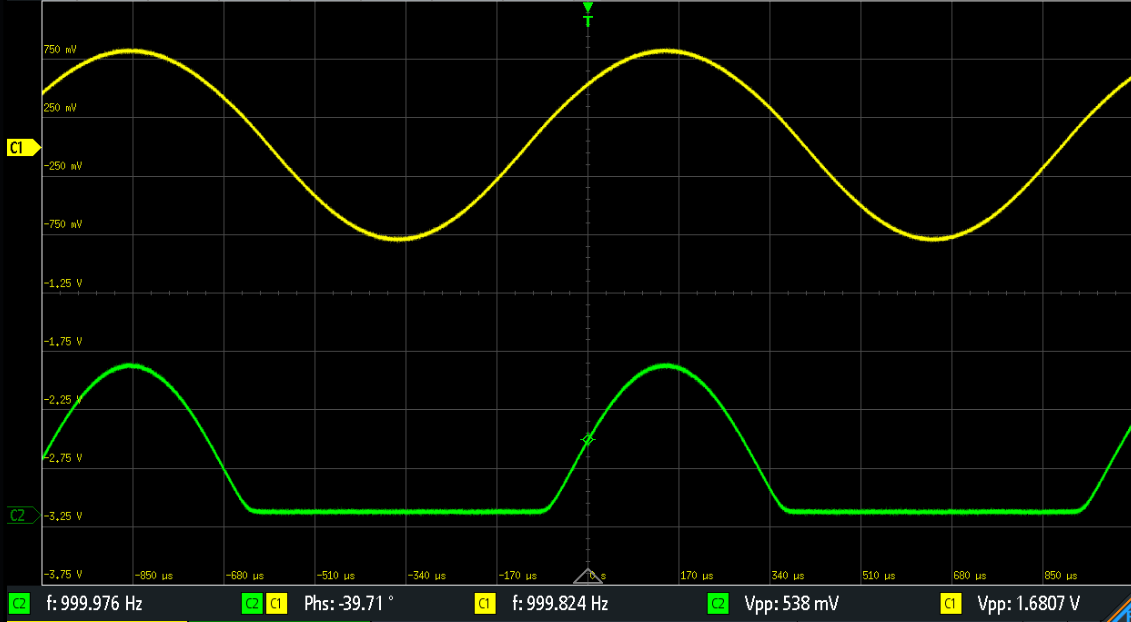 T
750 mV
250 mV
C1
-250 mV
-750 mV
-1.25 V
-1.75 V
-2.25 V
-2.75 V
C2
-3.25 V
-3.75 V
-850 µs
-680 µs
-510 µs
-340 µs
-170 µs
0 s
170 µs
340 µs
510 µs
680 µs
850 µs
C2 f: 999.976 Hz C2 C1 Phs: -39.71 ° C1 f: 999.824 Hz C2 Vpp: 538 mV C1 Vpp: 1.6807 V